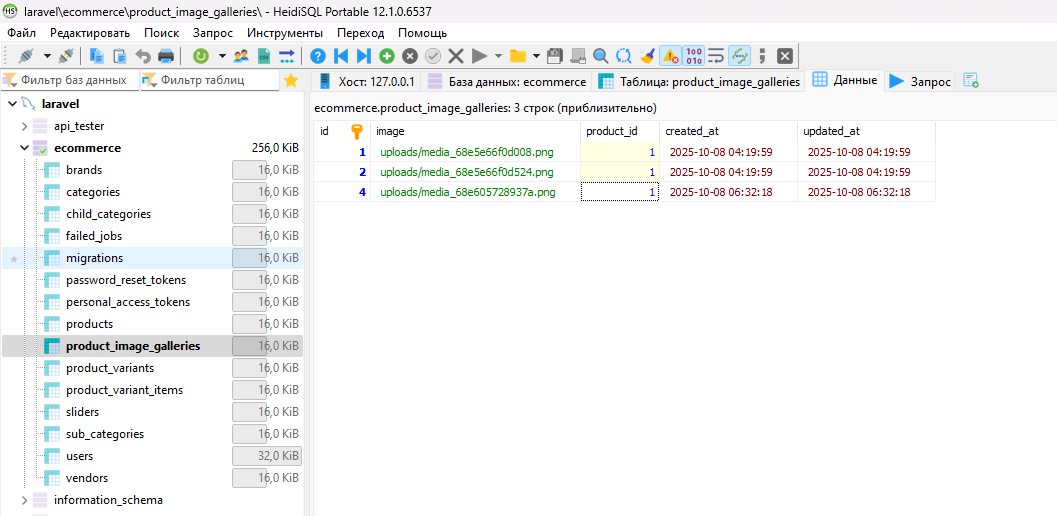 laravel\ecommerce\product_image_galleries\ - HeidiSQL Portable 12.1.0.6537
Файл Редактировать Поиск Запрос Инструменты Переход Помощь
Фильтр баз данных Фильтр таблиц
Хост: 127.0.0.1 База данных: ecommerce Таблица: product_image_galleries Данные Запрос
laravel
api_tester
ecommerce 256,0 KiB
brands 16,0 KiB
categories 16,0 KiB
child_categories 16,0 KiB
failed_jobs 16,0 KiB
migrations 16,0 KiB
password_reset_tokens 16,0 KiB
personal_access_tokens 16,0 KiB
products 16,0 KiB
product_image_galleries 16,0 KiB
product_variants 16,0 KiB
product_variant_items 16,0 KiB
sliders 16,0 KiB
sub_categories 16,0 KiB
users 32,0 KiB
vendors 16,0 KiB
information_schema
ecommerce.product_image_galleries: 3 строк (приблизительно)
id image product_id created_at updated_at
1 uploads/media_68e5e66f0d008.png 1 2025-10-08 04:19:59 2025-10-08 04:19:59
2 uploads/media_68e5e66f0d524.png 1 2025-10-08 04:19:59 2025-10-08 04:19:59
4 uploads/media_68e605728937a.png 1 2025-10-08 06:32:18 2025-10-08 06:32:18